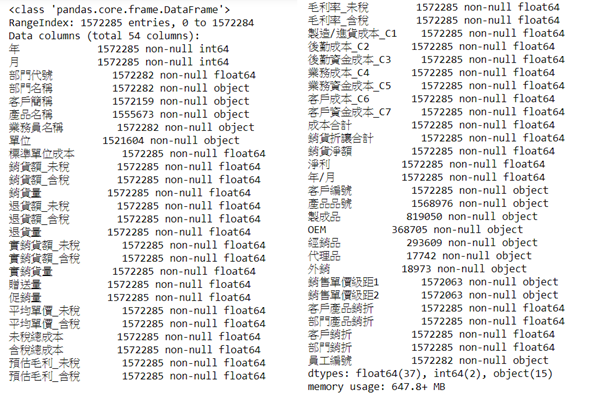 <class 'pandas.core.frame.DataFrame'>
RangeIndex: 1572285 entries, 0 to 1572284
Data columns (total 54 columns):
年 1572285 non-null int64
月 1572285 non-null int64
部門代號 1572282 non-null float64
部門名稱 1572282 non-null object
客戶簡稱 1572159 non-null object
產品名稱 1555673 non-null object
業務員名稱 1572282 non-null object
單位 1521604 non-null object
標準單位成本 1572285 non-null float64
銷貨額_未稅 1572285 non-null float64
銷貨額_含稅 1572285 non-null float64
銷貨量 1572285 non-null float64
退貨額_未稅 1572285 non-null float64
退貨額_含稅 1572285 non-null float64
退貨量 1572285 non-null float64
實銷貨額_未稅 1572285 non-null float64
實銷貨額_含稅 1572285 non-null float64
實銷貨量 1572285 non-null float64
贈送量 1572285 non-null float64
促銷量 1572285 non-null float64
平均單價_未稅 1572285 non-null float64
平均單價_含稅 1572285 non-null float64
未稅總成本 1572285 non-null float64
含稅總成本 1572285 non-null float64
預估毛利_未稅 1572285 non-null float64
預估毛利_含稅 1572285 non-null float64
毛利率_未稅 1572285 non-null float64
毛利率_含稅 1572285 non-null float64
製造/進貨成本_C1 1572285 non-null float64
後勤成本_C2 1572285 non-null float64
後勤資金成本_C3 1572285 non-null float64
業務成本_C4 1572285 non-null float64
業務資金成本_C5 1572285 non-null float64
客戶成本_C6 1572285 non-null float64
客戶資金成本_C7 1572285 non-null float64
成本合計 1572285 non-null float64
銷貨折讓合計 1572285 non-null float64
銷貨淨額 1572285 non-null float64
淨利 1572285 non-null float64
年/月 1572285 non-null float64
客戶編號 1572285 non-null object
產品品號 1568976 non-null object
製成品 819050 non-null object
OEM 368705 non-null object
經銷品 293609 non-null object
代理品 17742 non-null object
外銷 18973 non-null object
銷售單價級距1 1572063 non-null object
銷售單價級距2 1572063 non-null object
客戶產品銷折 1572285 non-null float64
部門產品銷折 1572285 non-null float64
客戶銷折 1572285 non-null float64
部門銷折 1572285 non-null float64
員工編號 1572282 non-null object
dtypes: float64(37), int64(2), object(15)
memory usage: 647.8+ MB